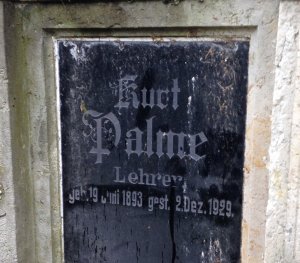 Kurt
Palme
Lehrer
geb. 19 Juni 1893 gest. 2. Dez. 1929.